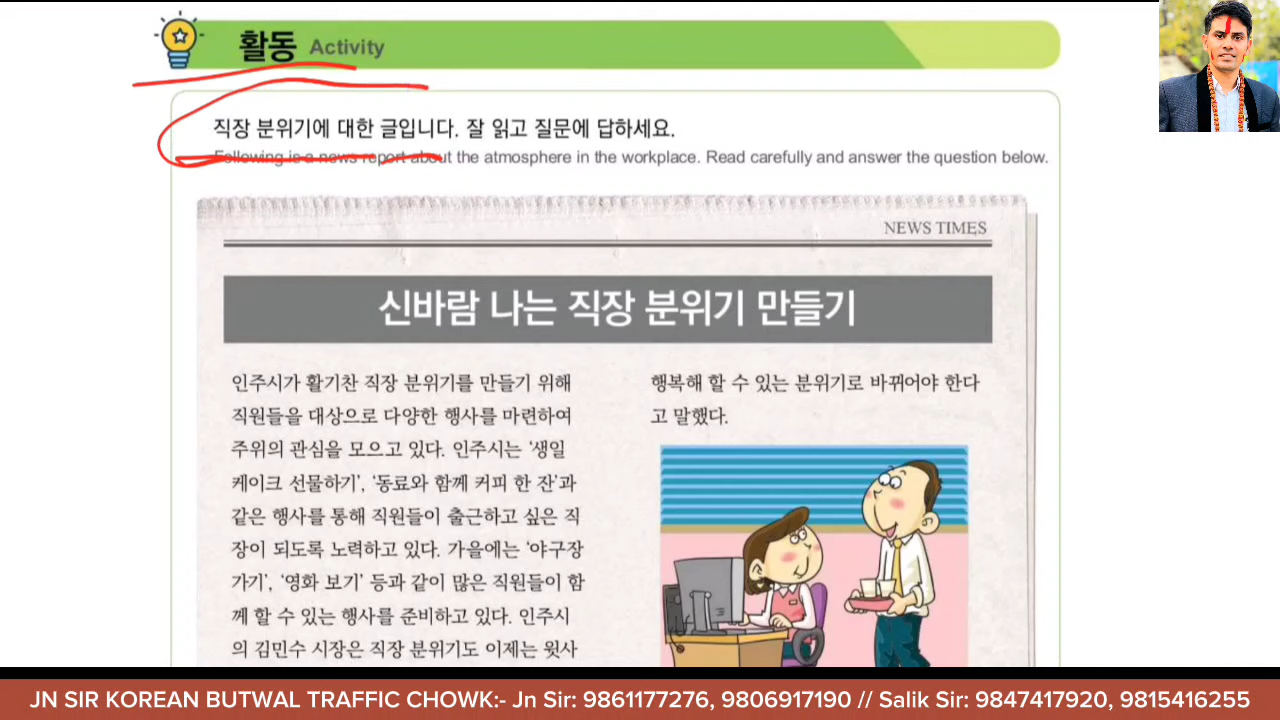 활동 Activity
직장 분위기에 대한 글입니다. 잘 읽고 질문에 답하세요.
Following is a news report about the atmosphere in the workplace. Read carefully and answer the question below.
NEWS TIMES
신바람 나는 직장 분위기 만들기
인주시가 활기찬 직장 분위기를 만들기 위해
직원들을 대상으로 다양한 행사를 마련하여
주위의 관심을 모으고 있다. 인주시는 ‘생일
케이크 선물하기’, ‘동료와 함께 커피 한 잔’과
같은 행사를 통해 직원들이 출근하고 싶은 직
장이 되도록 노력하고 있다. 가을에는 ‘야구장
가기’, ‘영화 보기’ 등과 같이 많은 직원들이 함
께 할 수 있는 행사를 준비하고 있다. 인주시
의 김민수 시장은 직장 분위기도 이제는 윗사
행복해 할 수 있는 분위기로 바뀌어야 한다
고 말했다.
JN SIR KOREAN BUTWAL TRAFFIC CHOWK:- Jn Sir: 9861177276, 9806917190 // Salik Sir: 9847417920, 9815416255